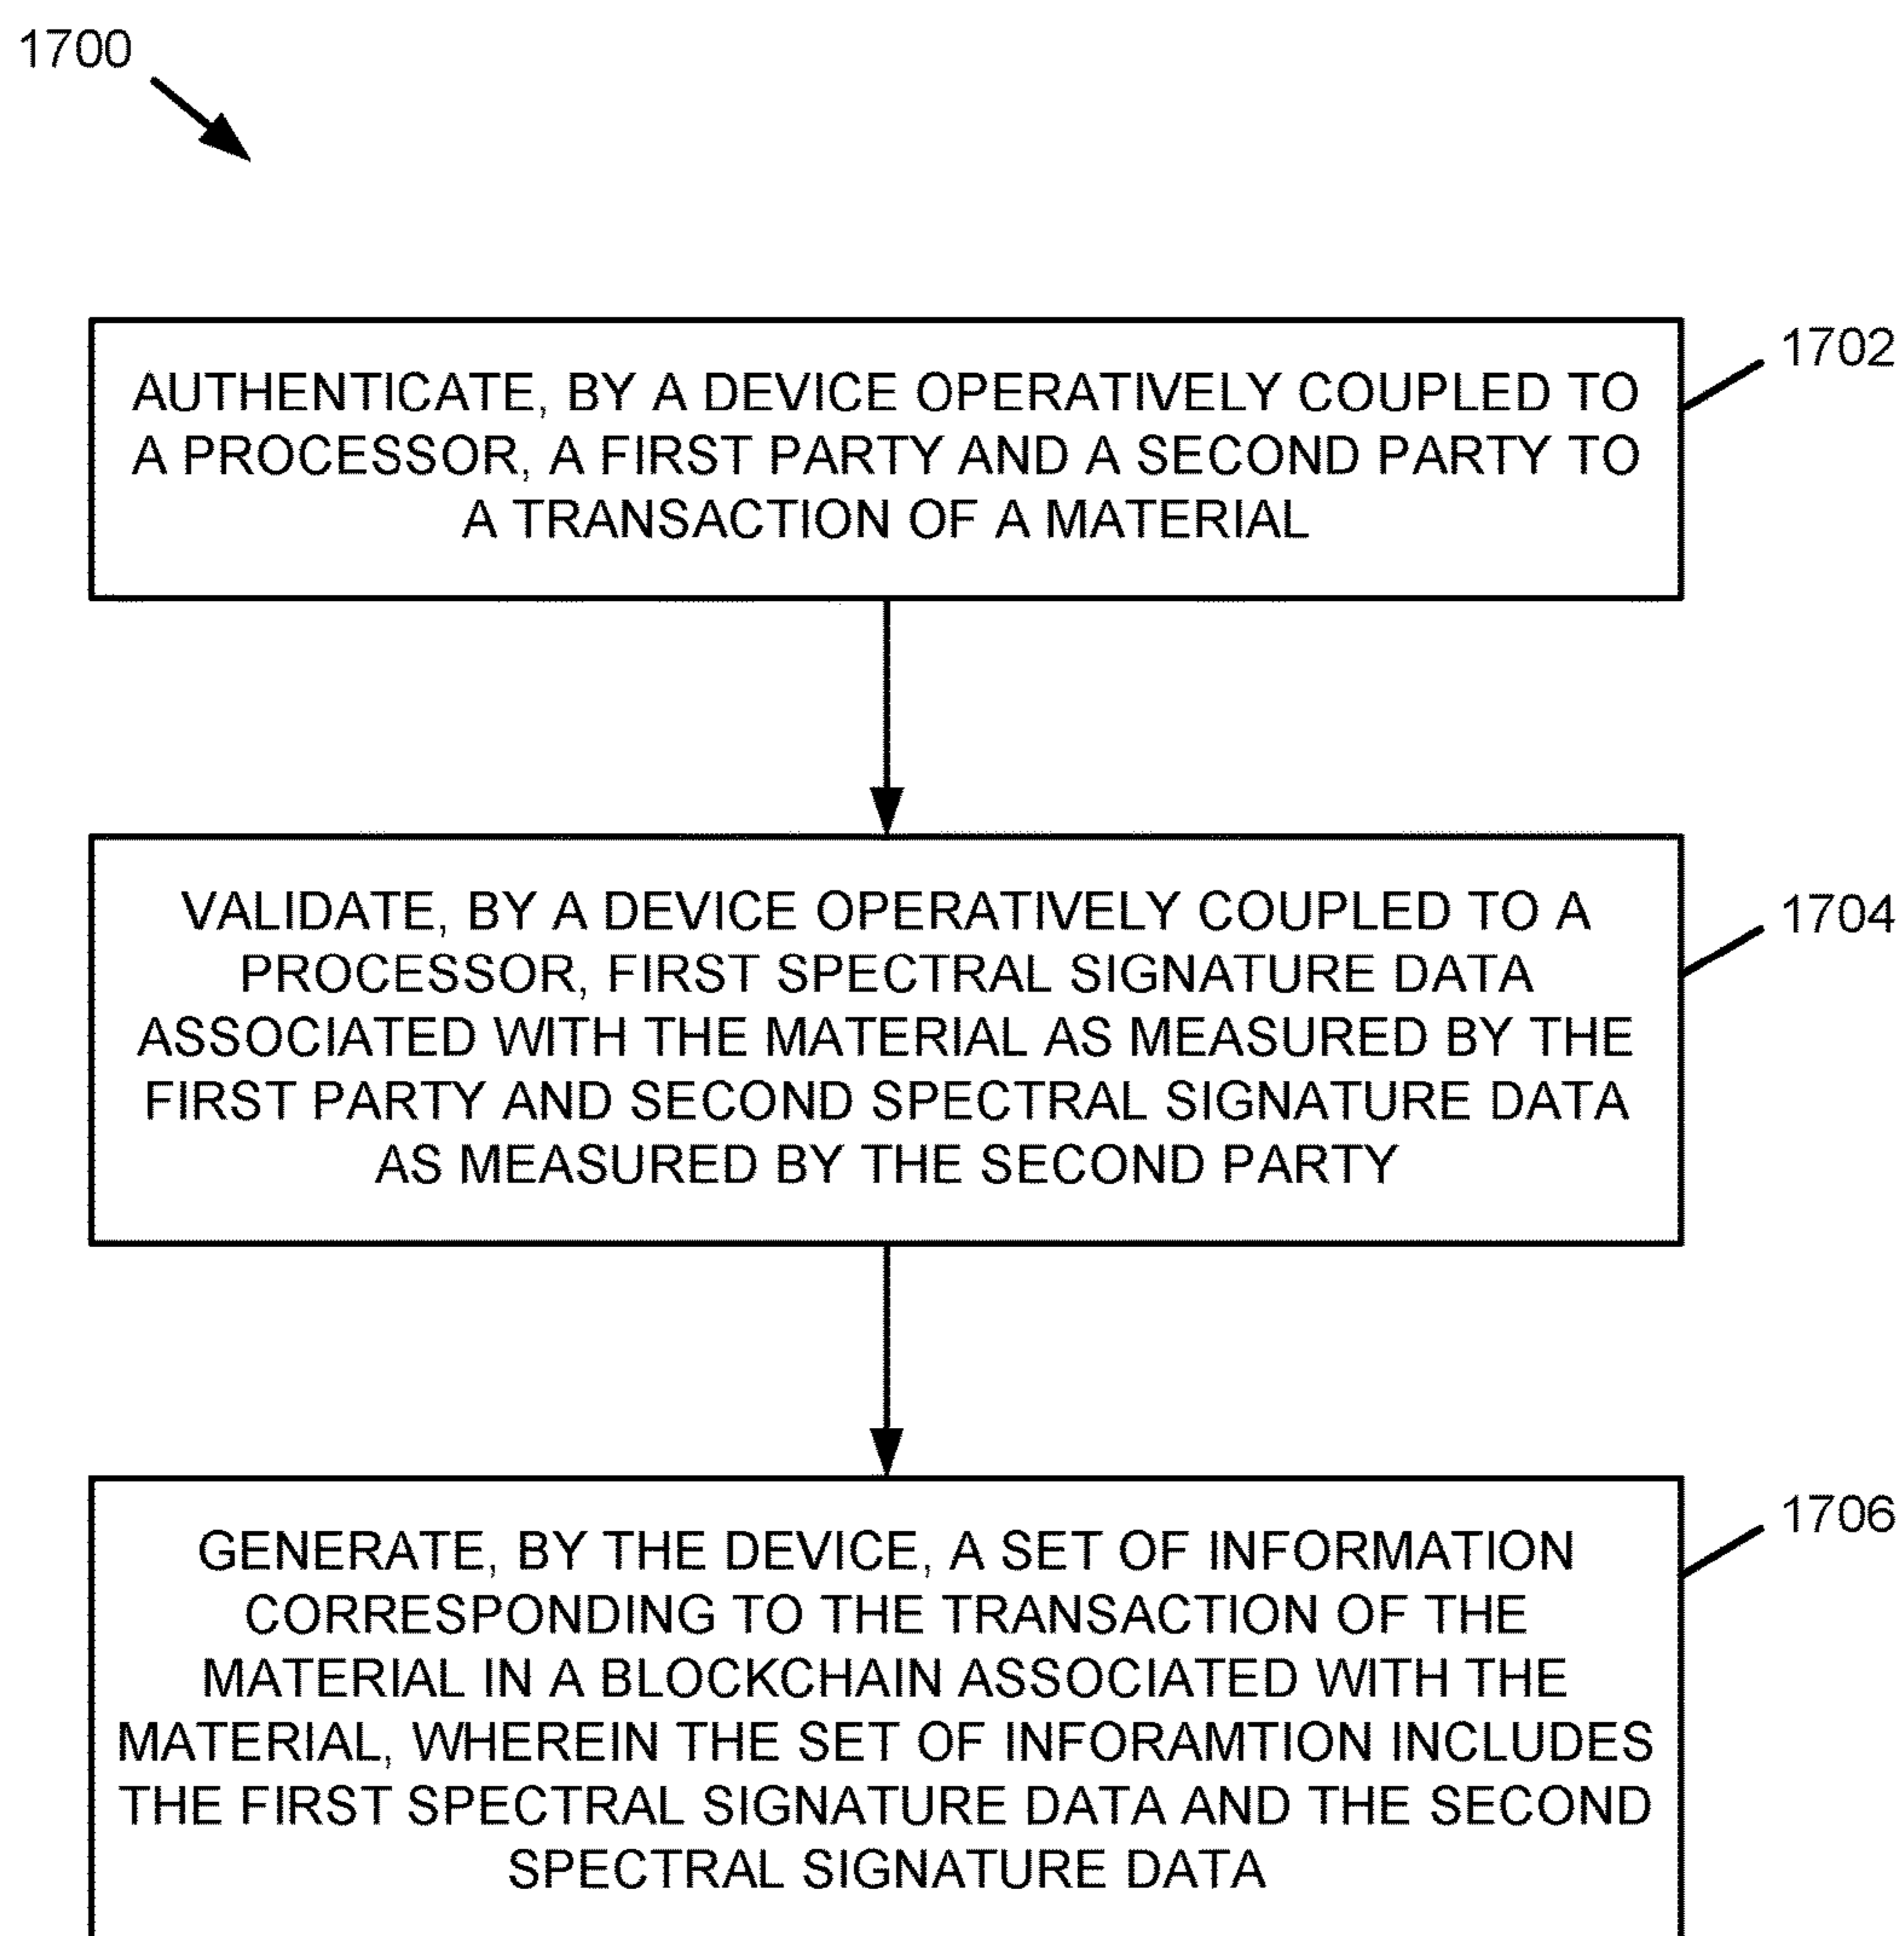 1700
1702
AUTHENTICATE, BY A DEVICE OPERATIVELY COUPLED TO
A PROCESSOR, A FIRST PARTY AND A SECOND PARTY TO
A TRANSACTION OF A MATERIAL
1704
VALIDATE, BY A DEVICE OPERATIVELY COUPLED TO A
PROCESSOR, FIRST SPECTRAL SIGNATURE DATA
ASSOCIATED WITH THE MATERIAL AS MEASURED BY THE
FIRST PARTY AND SECOND SPECTRAL SIGNATURE DATA
AS MEASURED BY THE SECOND PARTY
1706
GENERATE, BY THE DEVICE, A SET OF INFORMATION
CORRESPONDING TO THE TRANSACTION OF THE
MATERIAL IN A BLOCKCHAIN ASSOCIATED WITH THE
MATERIAL, WHEREIN THE SET OF INFORAMTION INCLUDES
THE FIRST SPECTRAL SIGNATURE DATA AND THE SECOND
SPECTRAL SIGNATURE DATA